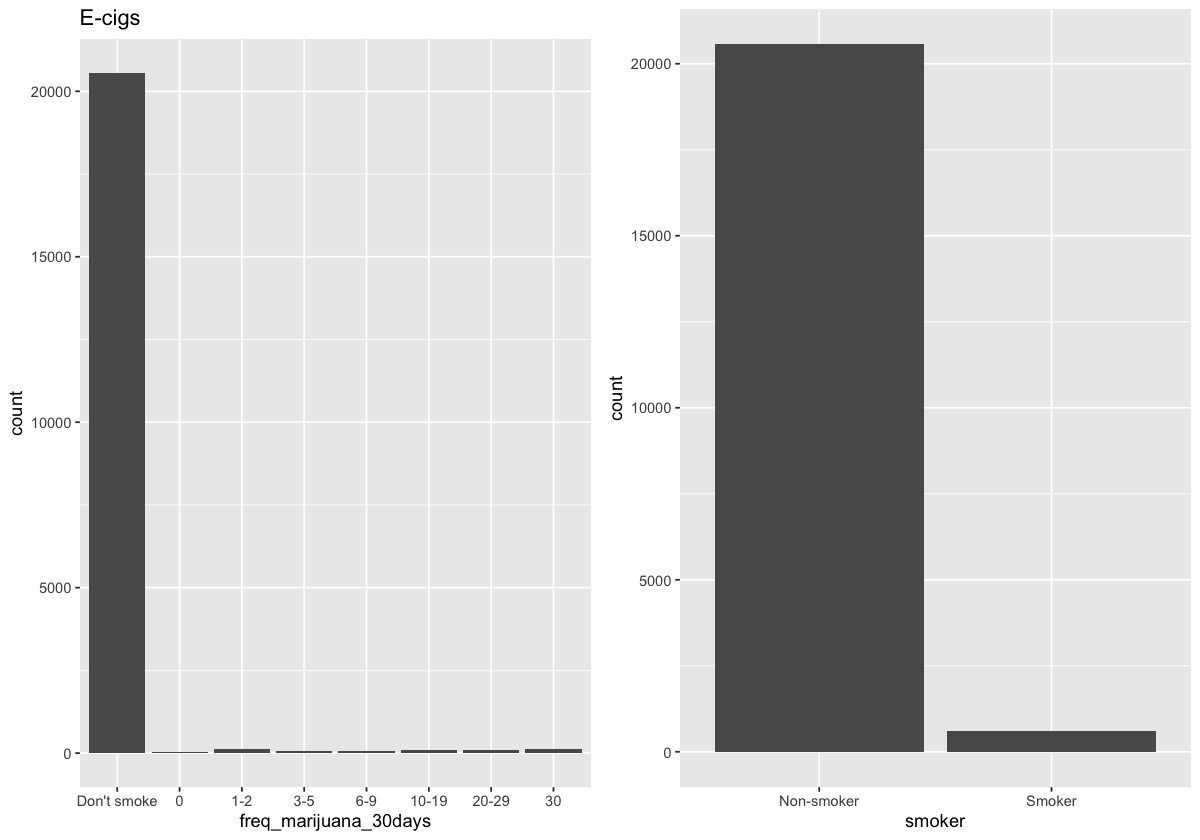 E-cigs
count
20000
15000
10000
5000
0
Don't smoke 0 1-2 3-5 6-9 10-19 20-29 30
freq_marijuana_30days
count
20000
15000
10000
5000
0
Non-smoker Smoker
smoker